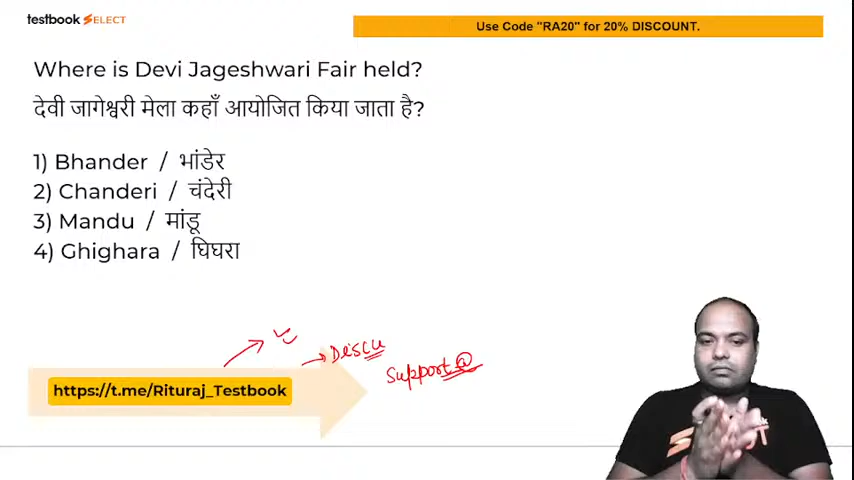 testbook SELECT
Use Code "RA20" for 20% DISCOUNT.
Where is Devi Jageshwari Fair held?
देवी जागेश्वरी मेला कहाँ आयोजित किया जाता है?
1) Bhander / भांडेर
2) Chanderi / चंदेरी
3) Mandu / मांडू
4) Ghighara / घिघरा
Discu
Support@
https://t.me/Rituraj_Testbook